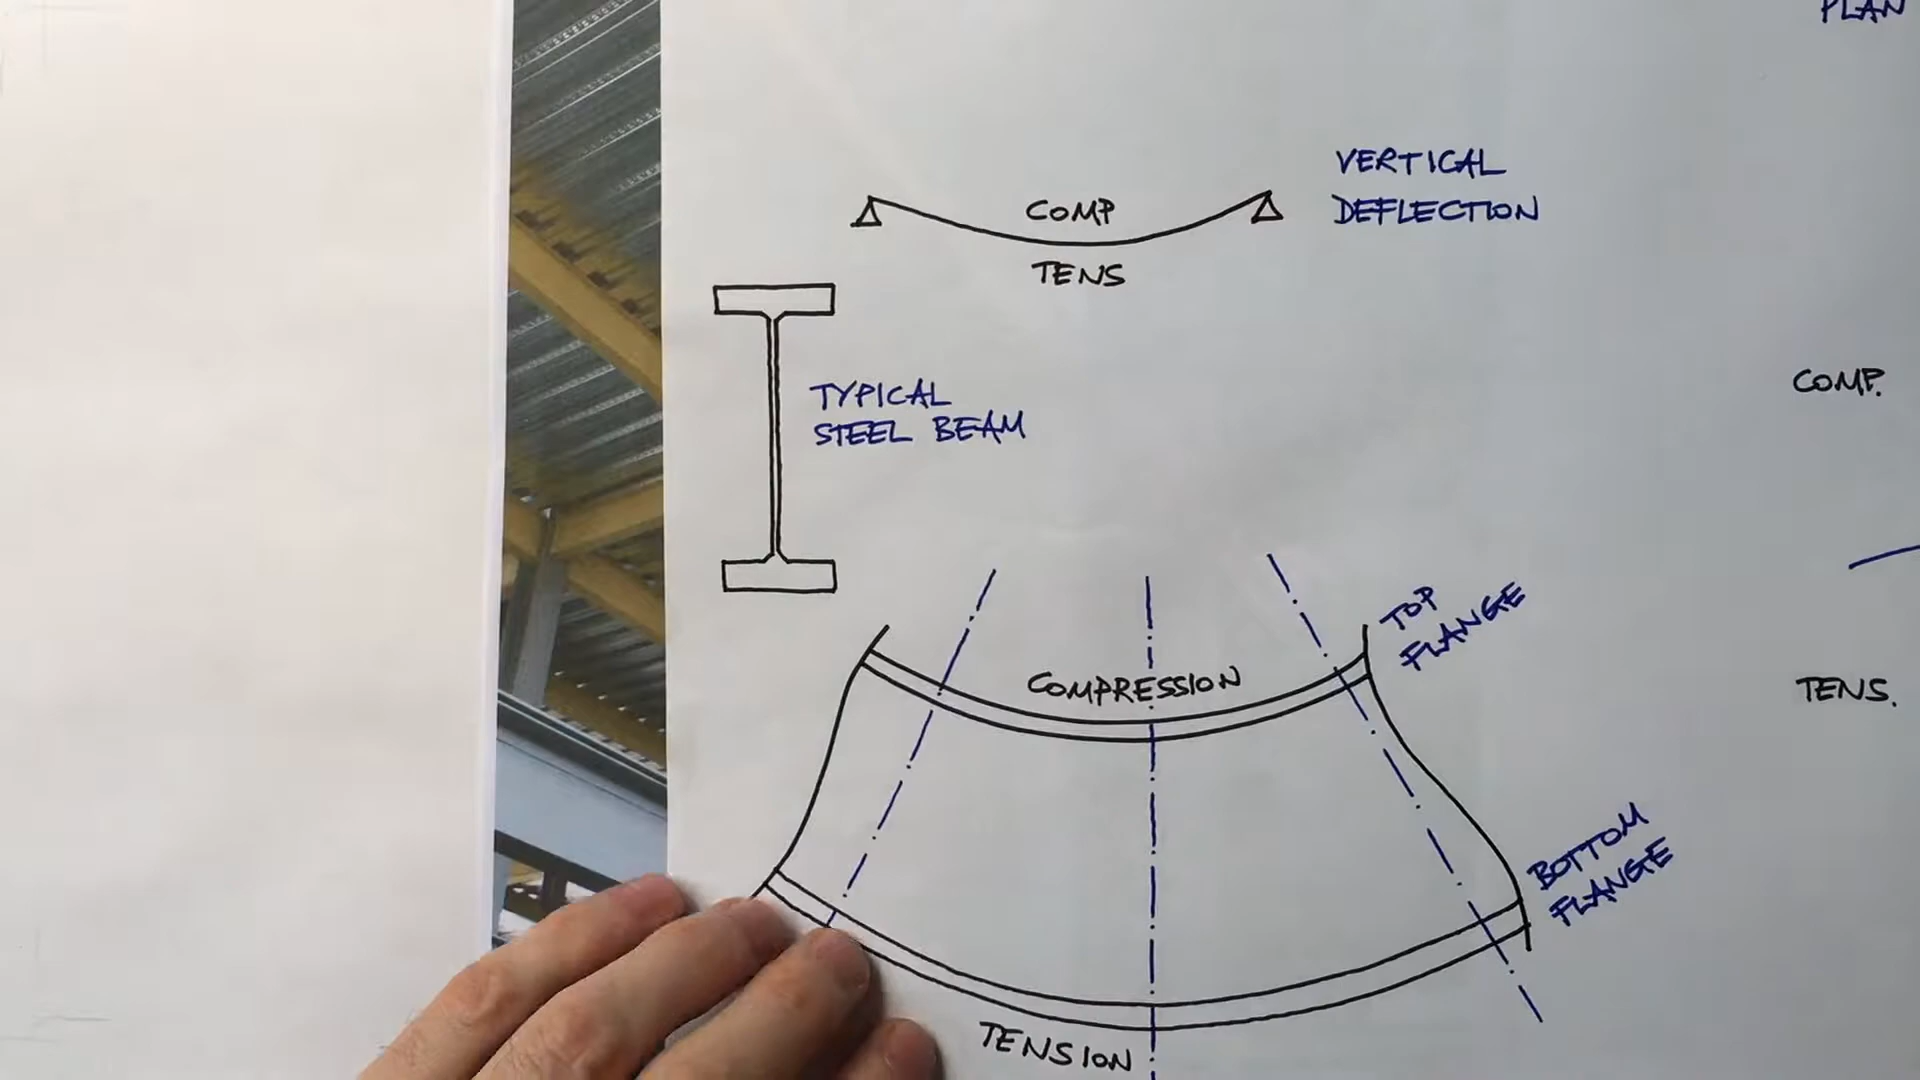 PLAN
VERTICAL
DEFLECTION
COMP
TENS
TYPICAL
STEEL BEAM
COMP.
TOP
FLANGE
COMPRESSION
TENS.
BOTTOM
FLANGE
TENSION